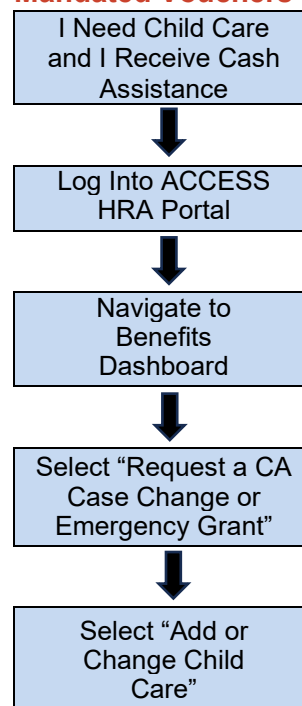 Mandated Vouchers
I Need Child Care
and I Receive Cash
Assistance
Log Into ACCESS
HRA Portal
Navigate to
Benefits
Dashboard
Select “Request a CA
Case Change or
Emergency Grant”
Select “Add or
Change Child
Care”